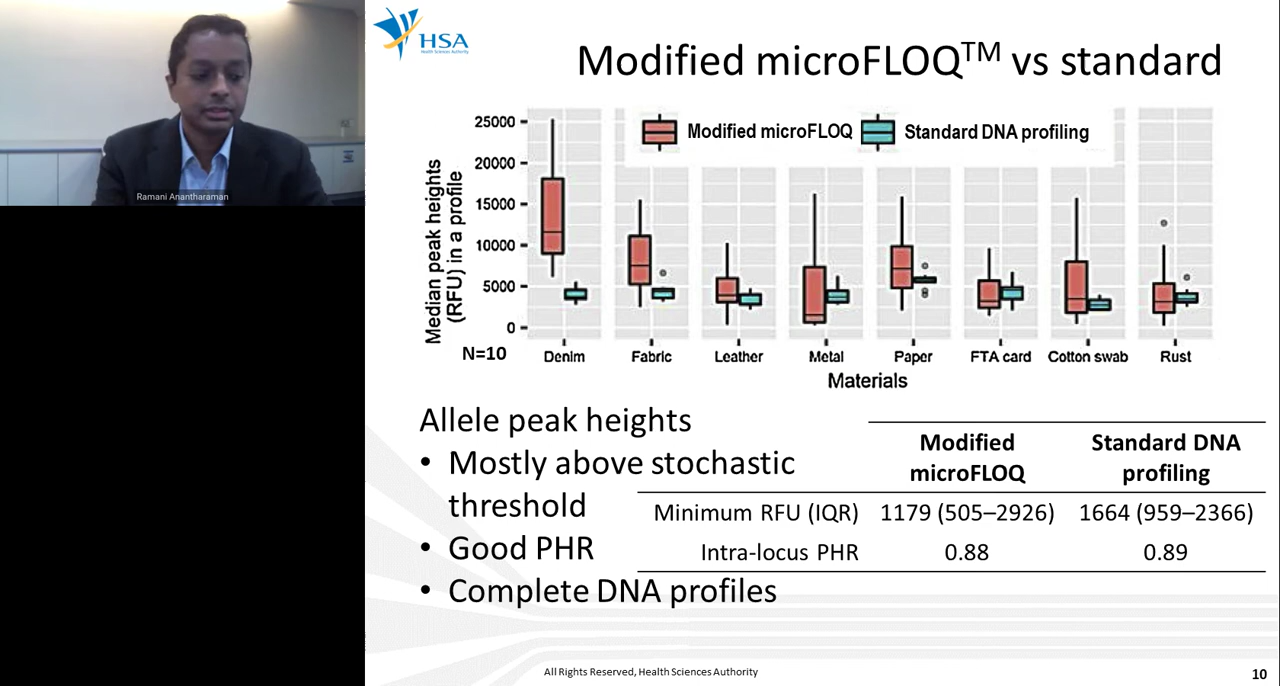 HSA
Health Sciences Authority
Modified microFLOQ™ vs standard
Ramani Anantharaman
Modified microFLOQ
Standard DNA profiling
Median peak heights
(RFU) in a profile
25000
20000
15000
10000
5000
0
N=10
Denim
Fabric
Leather
Metal
Paper
FTA card
Cotton swab
Rust
Materials
Allele peak heights
• Mostly above stochastic
threshold
• Good PHR
• Complete DNA profiles
Modified microFLOQ
Standard DNA profiling
Minimum RFU (IQR) 1179 (505–2926) 1664 (959–2366)
Intra-locus PHR 0.88 0.89
All Rights Reserved, Health Sciences Authority
10